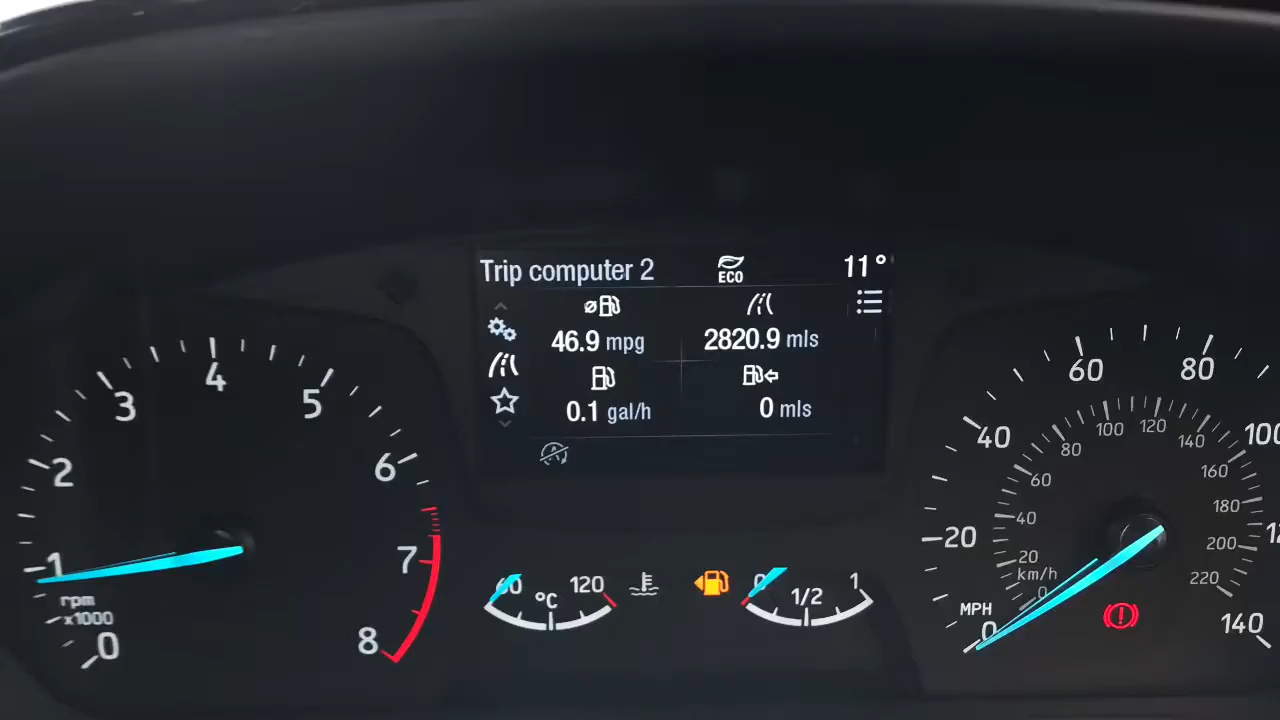 Trip computer 2
ECO
11°
46.9 mpg
2820.9 mls
0.1 gal/h
0 mls
A
0
1
2
3
4
5
6
7
8
rpm
x1000
60
°C
120
0
1/2
1
MPH
0
20
40
60
80
100
140
km/h
0
20
40
60
80
100
120
140
160
180
200
220